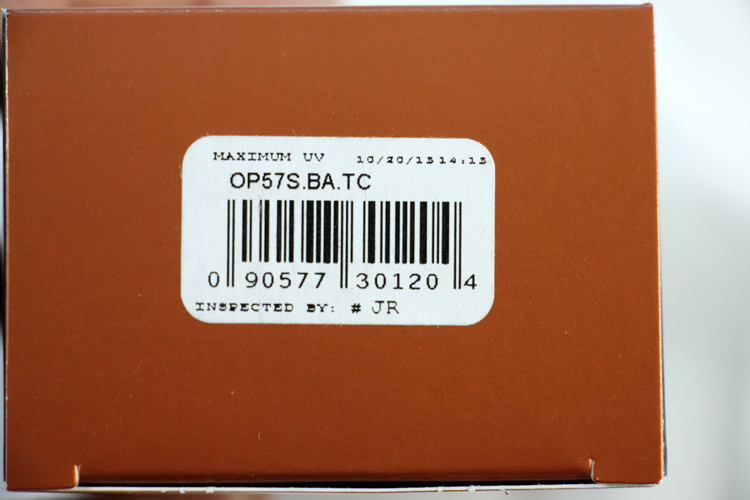 MAXIMUM UV 10/20/15 14:15
OP57S.BA.TC
0 90577 30120 4
INSPECTED BY: # JR